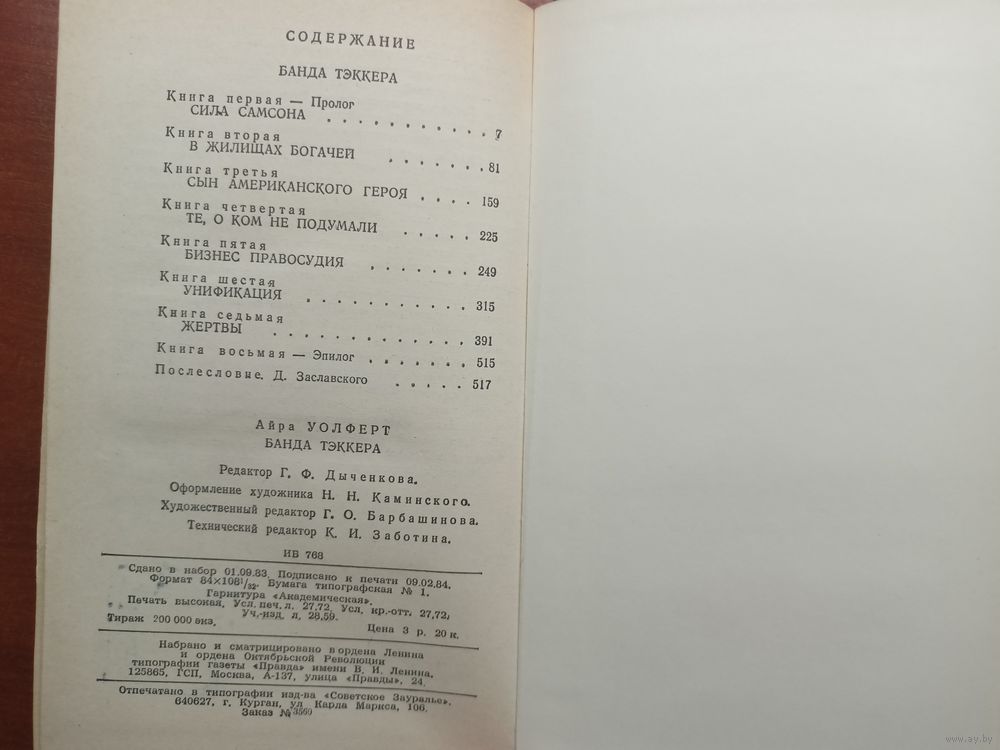 СОДЕРЖАНИЕ
БАНДА ТЭККЕРА
Книга первая — Пролог
СИЛА САМСОНА . . . . . . . . . . . 7
Книга вторая
В ЖИЛИЩАХ БОГАЧЕЙ . . . . . . . 81
Книга третья
СЫН АМЕРИКАНСКОГО ГЕРОЯ . . . . 159
Книга четвертая
ТЕ, О КОМ НЕ ПОДУМАЛИ . . . . . 225
Книга пятая
БИЗНЕС ПРАВОСУДИЯ . . . . . . . 249
Книга шестая
УНИФИКАЦИЯ . . . . . . . . . . . 315
Книга седьмая
ЖЕРТВЫ . . . . . . . . . . . . . 391
Книга восьмая — Эпилог . . . . . . . 515
Послесловие. Д. Заславского . . . . . 517
Айра УОЛФЕРТ
БАНДА ТЭККЕРА
Редактор Г. Ф. Дыченкова.
Оформление художника Н. Н. Каминского.
Художественный редактор Г. О. Барбашинова.
Технический редактор К. И. Заботина.
ИВ 768
Сдано в набор 01.09.83. Подписано к печати 09.02.84.
Формат 84×108¹/₃₂. Бумага типографская № 1.
Гарнитура «Академическая».
Печать высокая. Усл. печ. л. 27,72. Усл. кр.-отт. 27,72.
Уч.-изд. л. 28,59.
Тираж 200 000 экз. Цена 3 р. 20 к.
Набрано и сматрицировано в ордена Ленина
и ордена Октябрьской Революции
типографии газеты «Правда» имени В. И. Ленина.
125865, ГСП, Москва, А-137, улица «Правды», 24.
Отпечатано в типографии изд-ва «Советское Зауралье».
640627, г. Курган, ул. Карла Маркса, 106.
Заказ № 3560
www.ay.by